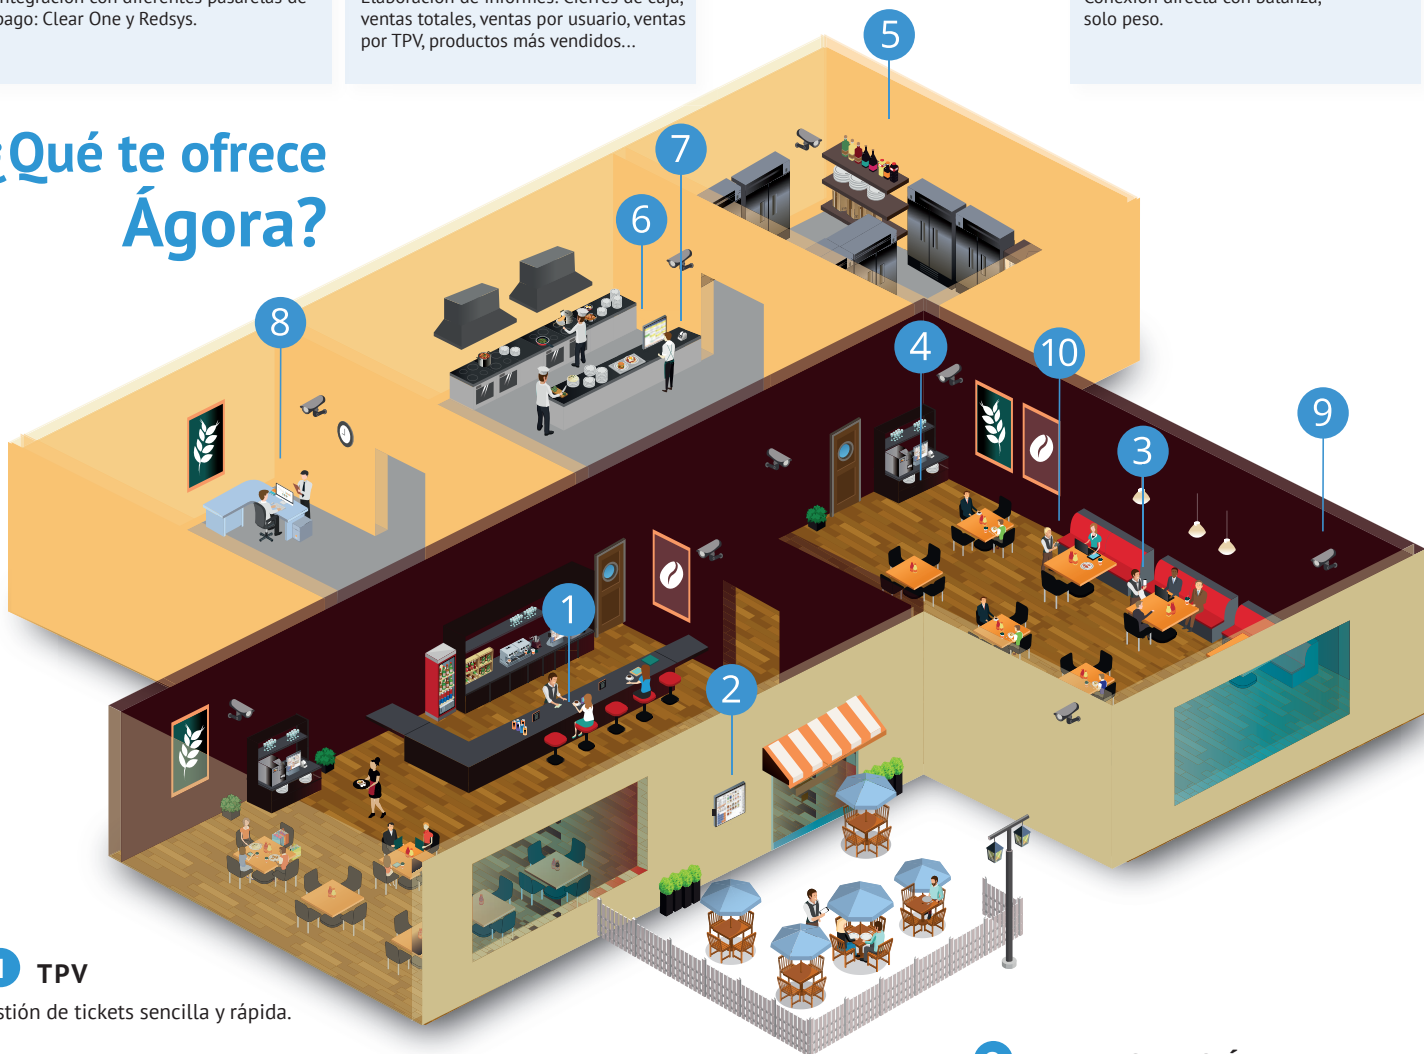 pago: Clear One y Redsys.
ventas totales, ventas por usuario, ventas
por TPV, productos más vendidos...
solo peso.
¿Qué te ofrece
Ágora?
5
7
6
8
4
10
9
3
1
2
1 TPV
stión de tickets sencilla y rápida.